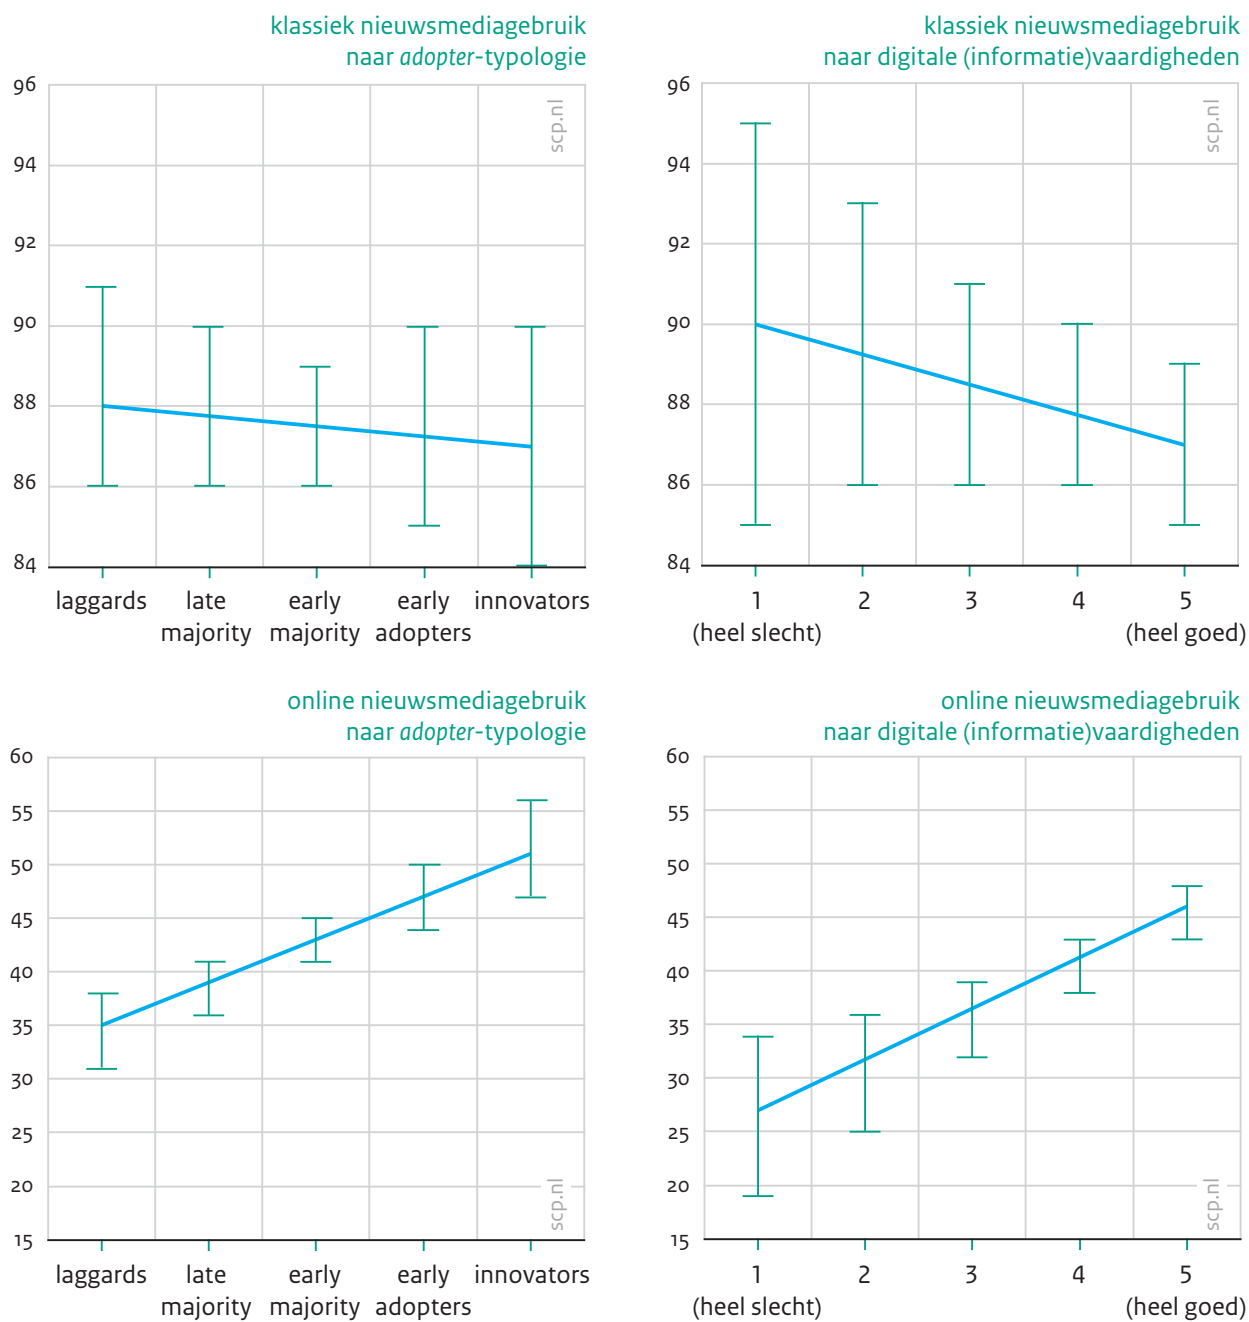 klassiek nieuwsmediagebruik
naar adopter-typologie
96
94
92
90
88
86
84
scp.nl
laggards late early early innovators
majority majority adopters
klassiek nieuwsmediagebruik
naar digitale (informatie)vaardigheden
96
94
92
90
88
86
84
scp.nl
1 2 3 4 5
(heel slecht) (heel goed)
online nieuwsmediagebruik
naar adopter-typologie
60
55
50
45
40
35
30
25
20
15
scp.nl
laggards late early early innovators
majority majority adopters
online nieuwsmediagebruik
naar digitale (informatie)vaardigheden
60
55
50
45
40
35
30
25
20
15
scp.nl
1 2 3 4 5
(heel slecht) (heel goed)